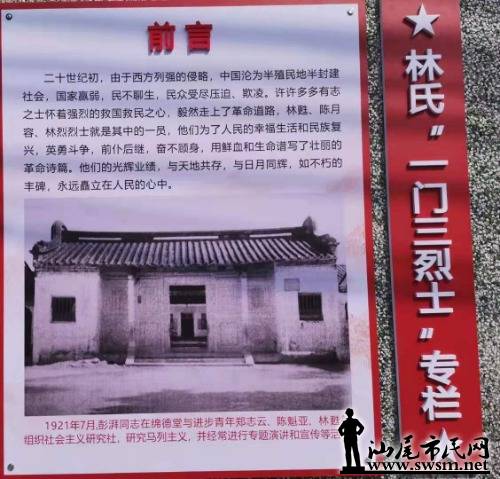 前言
二十世纪初，由于西方列强的侵略，中国沦为半殖民地半封建
社会，国家羸弱，民不聊生，民众受尽压迫、欺凌。许许多多有志
之士怀着强烈的救国救民之心，毅然走上了革命道路，林甦、陈月
容、林烈烈士就是其中的一员，他们为了人民的幸福生活和民族复
兴，英勇斗争，前仆后继，奋不顾身，用鲜血和生命谱写了壮丽的
革命诗篇。他们的光辉业绩，与天地共存，与日月同辉，如不朽的
丰碑，永远矗立在人民的心中。
1921年7月,彭湃同志在绵德堂与进步青年郑志云、陈魁亚、林甦
组织社会主义研究社，研究马列主义，并经常进行专题演讲和宣传等活
林氏“一门三烈士”专栏
汕尾市民网
www.swsm.net